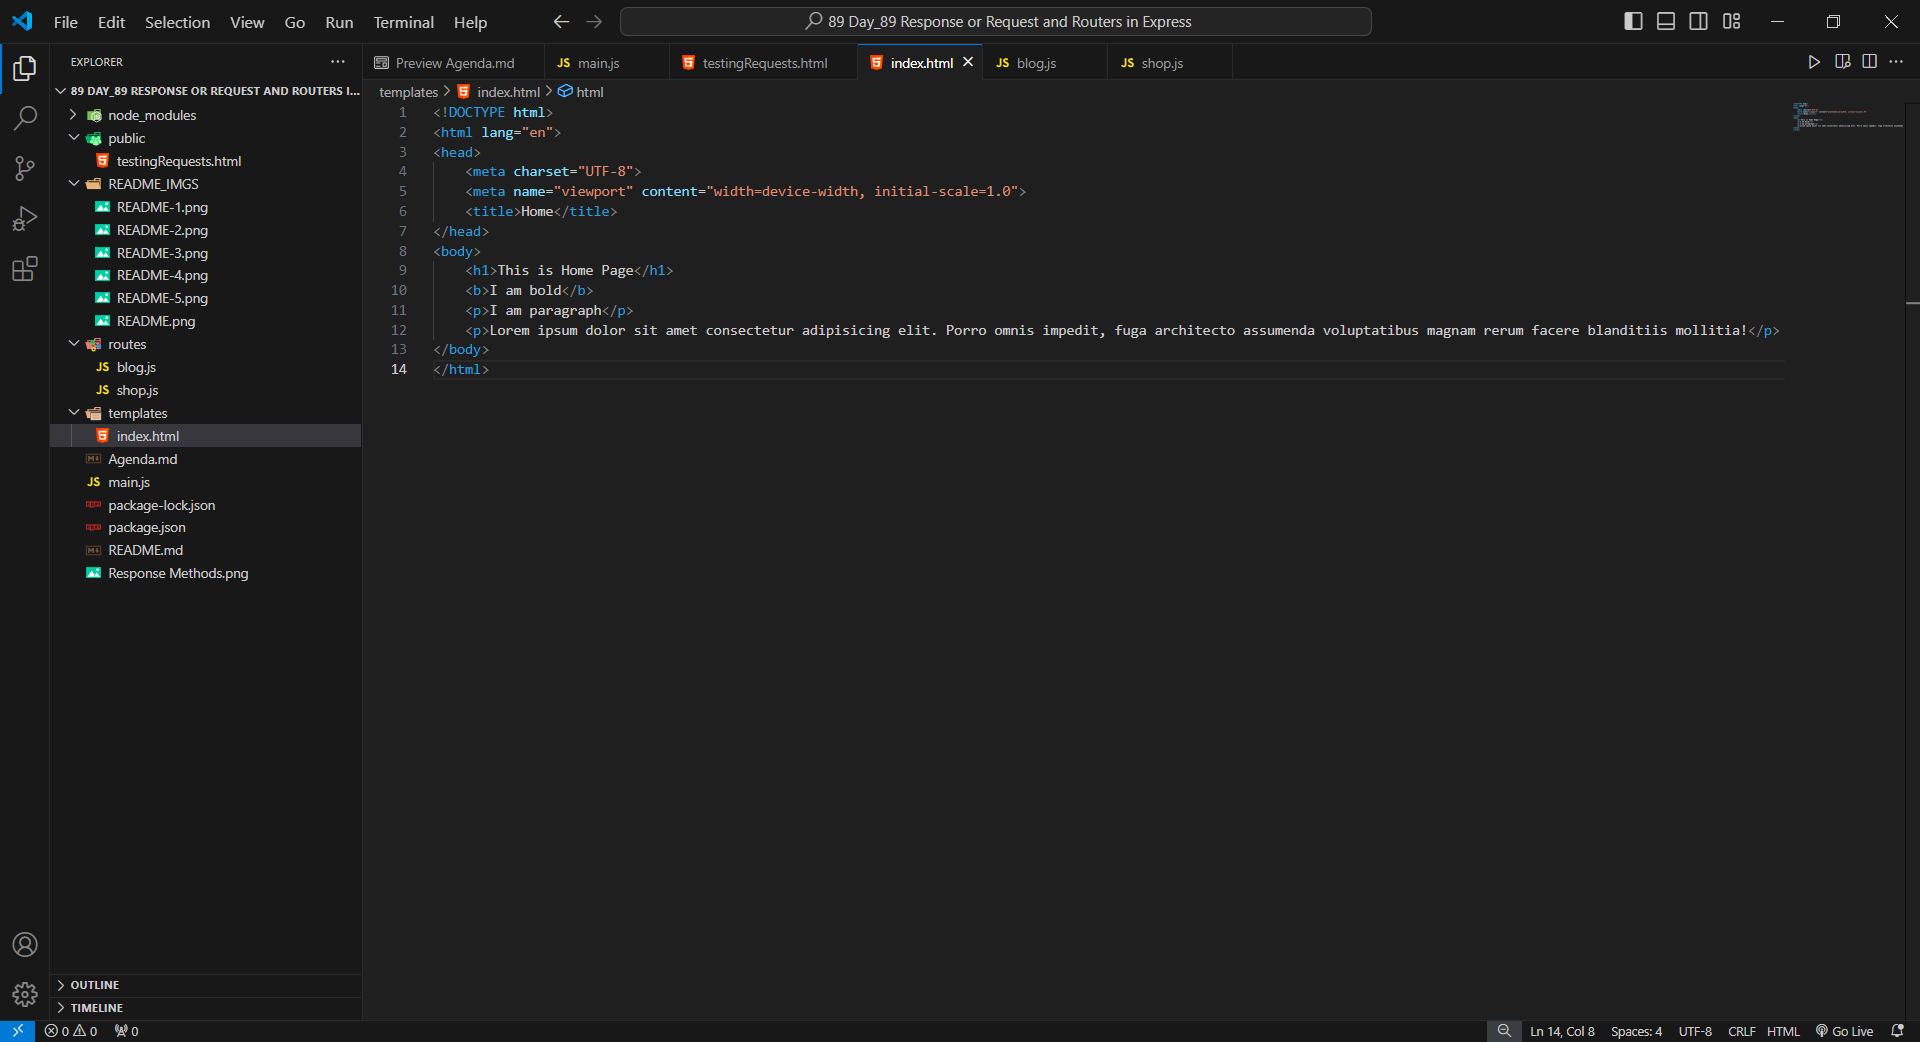 File Edit Selection View Go Run Terminal Help
89 Day_89 Response or Request and Routers in Express
EXPLORER
89 DAY_89 RESPONSE OR REQUEST AND ROUTERS I...
node_modules
public
testingRequests.html
README_IMGS
README-1.png
README-2.png
README-3.png
README-4.png
README-5.png
README.png
routes
JS blog.js
JS shop.js
templates
index.html
Agenda.md
JS main.js
package-lock.json
package.json
README.md
Response Methods.png
OUTLINE
TIMELINE
Preview Agenda.md JS main.js testingRequests.html index.html JS blog.js JS shop.js
templates > index.html > html
1 <!DOCTYPE html>
2 <html lang="en">
3 <head>
4 <meta charset="UTF-8">
5 <meta name="viewport" content="width=device-width, initial-scale=1.0">
6 <title>Home</title>
7 </head>
8 <body>
9 <h1>This is Home Page</h1>
10 <b>I am bold</b>
11 <p>I am paragraph</p>
12 <p>Lorem ipsum dolor sit amet consectetur adipisicing elit. Porro omnis impedit, fuga architecto assumenda voluptatibus magnam rerum facere blanditiis mollitia!</p>
13 </body>
14 </html>
0 0 0 Ln 14, Col 8 Spaces: 4 UTF-8 CRLF HTML Go Live